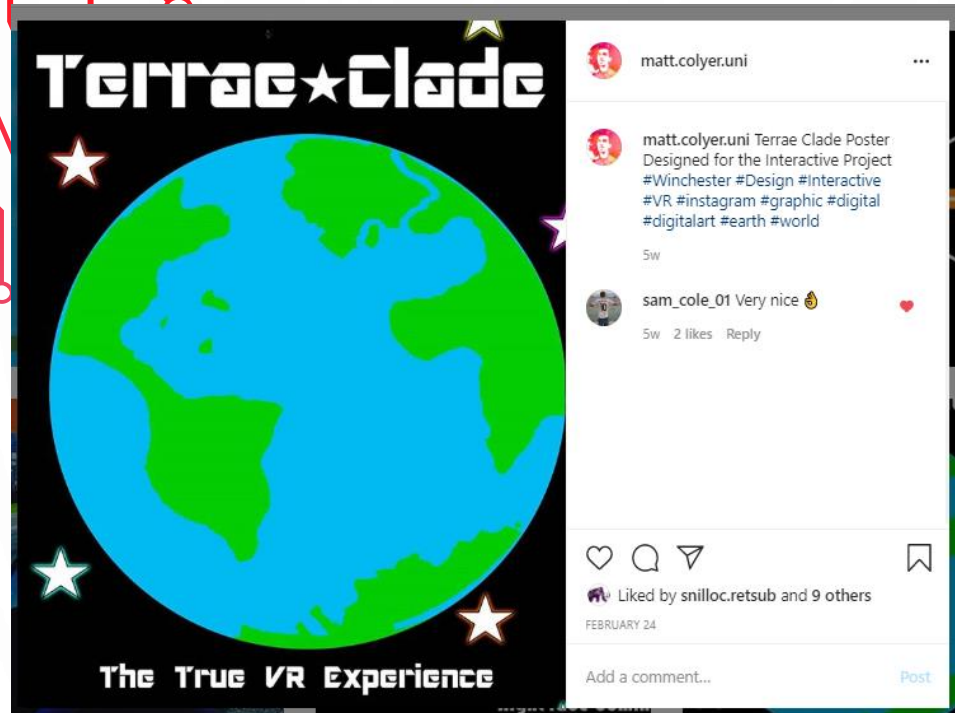 Terrae★Clade
The True VR Experience
matt.colyer.uni
matt.colyer.uni Terrae Clade Poster
Designed for the Interactive Project
#Winchester #Design #Interactive
#VR #instagram #graphic #digital
#digitalart #earth #world
5w
sam_cole_01 Very nice 👌
5w 2 likes Reply
Liked by snilloc.retsub and 9 others
FEBRUARY 24
Add a comment...
Post